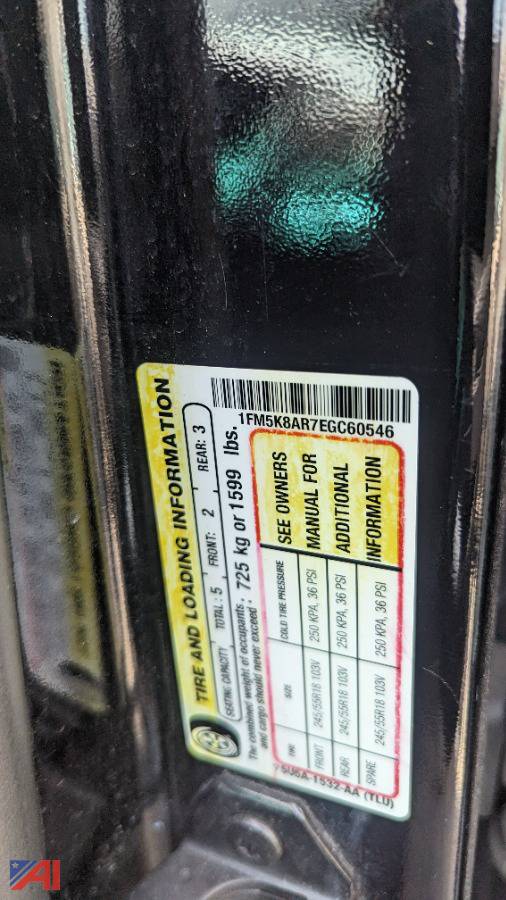 TIRE AND LOADING INFORMATION
SEATING CAPACITY TOTAL: 5 FRONT: 2 REAR: 3
The combined weight of occupants
and cargo should never exceed: 725 kg or 1599 lbs.
TIRE SIZE COLD TIRE PRESSURE
FRONT 245/55R18 103V 250 KPA, 36 PSI
REAR 245/55R18 103V 250 KPA, 36 PSI
SPARE 245/55R18 103V 250 KPA, 36 PSI
SEE OWNERS
MANUAL FOR
ADDITIONAL
INFORMATION
1FM5K8AR7EGC60546
5U5A-1532-AA (TLU)
AI